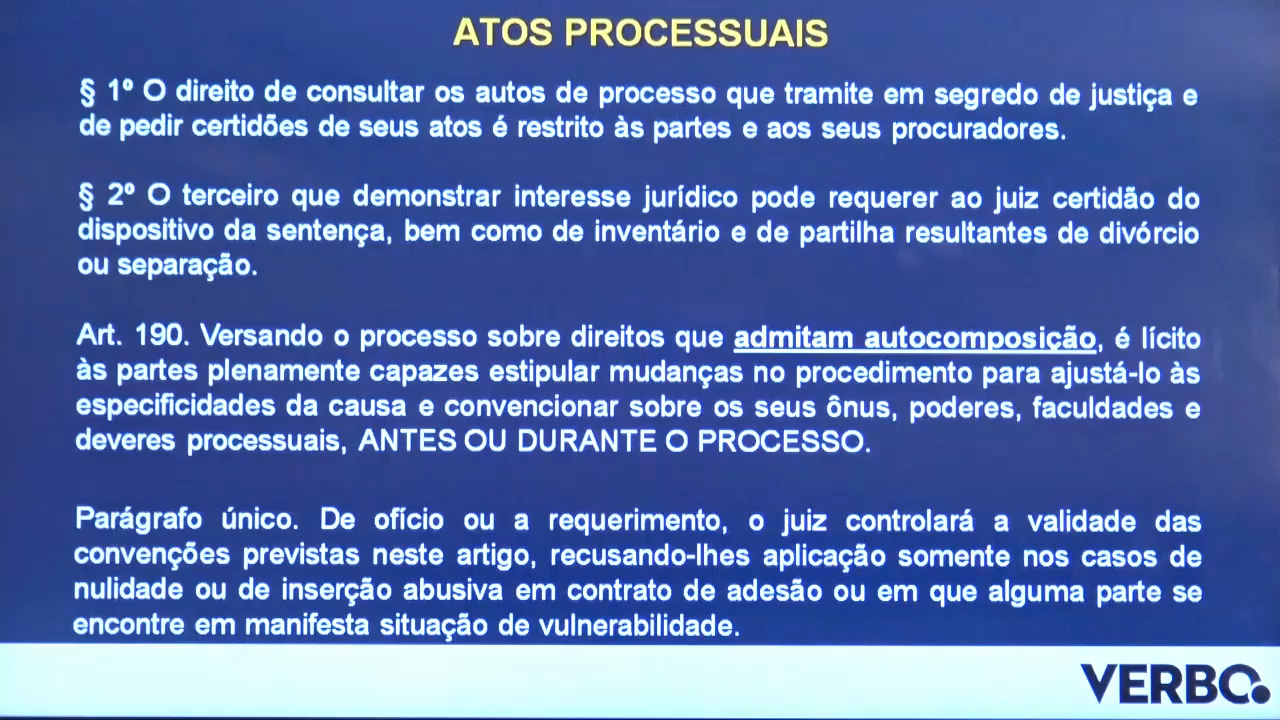 ATOS PROCESSUAIS
§ 1º O direito de consultar os autos de processo que tramite em segredo de justiça e
de pedir certidões de seus atos é restrito às partes e aos seus procuradores.
§ 2º O terceiro que demonstrar interesse jurídico pode requerer ao juiz certidão do
dispositivo da sentença, bem como de inventário e de partilha resultantes de divórcio
ou separação.
Art. 190. Versando o processo sobre direitos que admitam autocomposição, é lícito
às partes plenamente capazes estipular mudanças no procedimento para ajustá-lo às
especificidades da causa e convencionar sobre os seus ônus, poderes, faculdades e
deveres processuais, ANTES OU DURANTE O PROCESSO.
Parágrafo único. De ofício ou a requerimento, o juiz controlará a validade das
convenções previstas neste artigo, recusando-lhes aplicação somente nos casos de
nulidade ou de inserção abusiva em contrato de adesão ou em que alguma parte se
encontre em manifesta situação de vulnerabilidade.
VERBO.